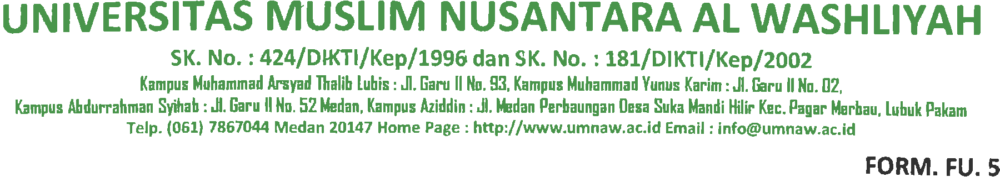 UNIVERSITAS MUSLIM NUSANTARA AL WASHLIYAH
SK. No. : 424/DIKTI/Kep/1996 dan SK. No. : 181/DIKTI/Kep/2002
Kampus Muhammad Arsyad Thalib Lubis : Jl. Garu II No. 93, Kampus Muhammad Yunus Karim : Jl. Garu II No. 02,
Kampus Abdurrahman Syihab : Jl. Garu II No. 52 Medan, Kampus Aziddin : Jl. Medan Perbaungan Desa Suka Mandi Hilir Kec. Pagar Merbau, Lubuk Pakam
Telp. (061) 7867044 Medan 20147 Home Page : http://www.umnaw.ac.id Email : info@umnaw.ac.id
FORM. FU. 5